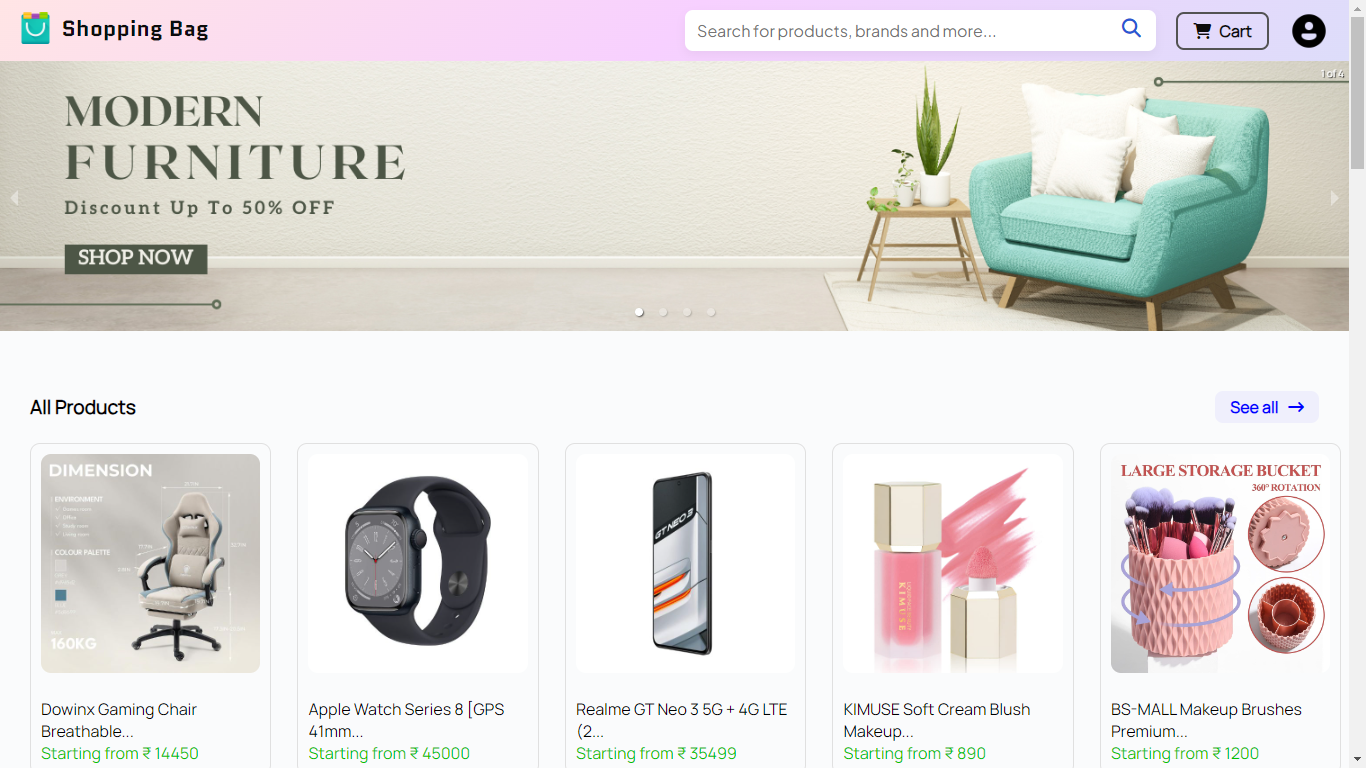 Shopping Bag
Search for products, brands and more...
Cart
1 of 4
MODERN
FURNITURE
Discount Up To 50% OFF
SHOP NOW
All Products
See all
DIMENSION
ENVIRONMENT
COLOUR PALETTE
160KG
GT NEO 3
KIMUSE
LARGE STORAGE BUCKET
360° ROTATION
Dowinx Gaming Chair
Breathable...
Starting from ₹ 14450
Apple Watch Series 8 [GPS
41mm...
Starting from ₹ 45000
Realme GT Neo 3 5G + 4G LTE
(2...
Starting from ₹ 35499
KIMUSE Soft Cream Blush
Makeup...
Starting from ₹ 890
BS-MALL Makeup Brushes
Premium...
Starting from ₹ 1200